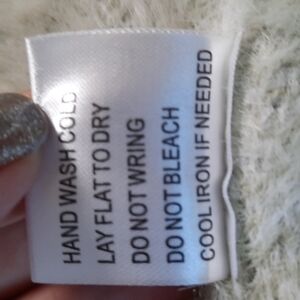 HAND WASH COLD
LAY FLAT TO DRY
DO NOT WRING
DO NOT BLEACH
COOL IRON IF NEEDED